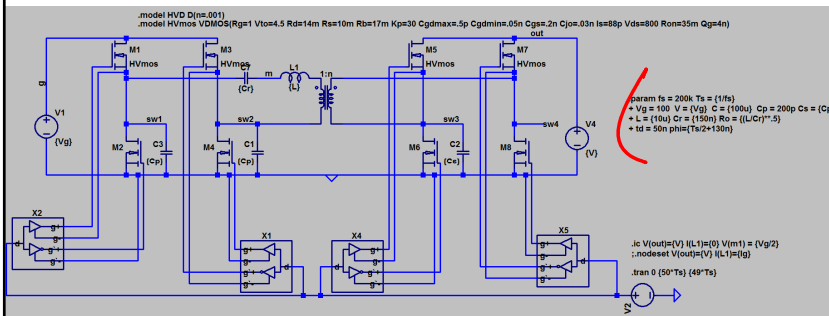 .model HVD D(n=.001)
.model HVmos VDMOS(Rg=1 Vto=4.5 Rd=14m Rs=10m Rb=17m Kp=30 Cgdmax=.5p Cgdmin=.05n Cgs=.2n Cjo=.03n Is=88p Vds=800 Ron=35m Qg=4n)
out
M1
HVmos
M3
HVmos
C7
{Cr}
m
L1
{L}
1:n
M5
HVmos
M7
HVmos
g
V1
{Vg}
sw1
sw2
sw3
sw4
V4
{V}
M2
C3
{Cp}
M4
C1
{Cp}
M6
C2
M8
.param fs = 200k Ts = {1/fs}
+ Vg = 100 V = {Vg} C = {100u} Cp = 200p Cs = {Cp
+ L = {10u} Cr = {150n} Ro = {(L/Cr)**.5}
+ td = 50n phi={Ts/2+130n}
X2
d
g+
g-
g'+
g'-
X1
g+
g-
g'+
g'-
d
X4
d
g+
g-
g'+
g'-
X5
g+
g-
g'+
g'-
d
.ic V(out)={V} I(L1)={0} V(m1) = {Vg/2}
;.nodeset V(out)={V} I(L1)={Ig}
.tran 0 {50*Ts} {49*Ts}
V2